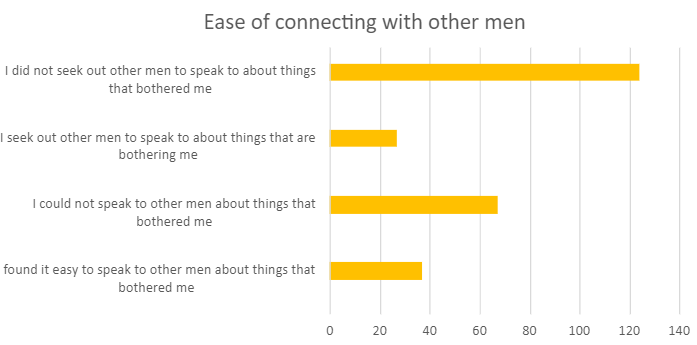 Ease of connecting with other men
I did not seek out other men to speak to about things
that bothered me
I seek out other men to speak to about things that are
bothering me
I could not speak to other men about things that
bothered me
found it easy to speak to other men about things that
bothered me
0 20 40 60 80 100 120 140